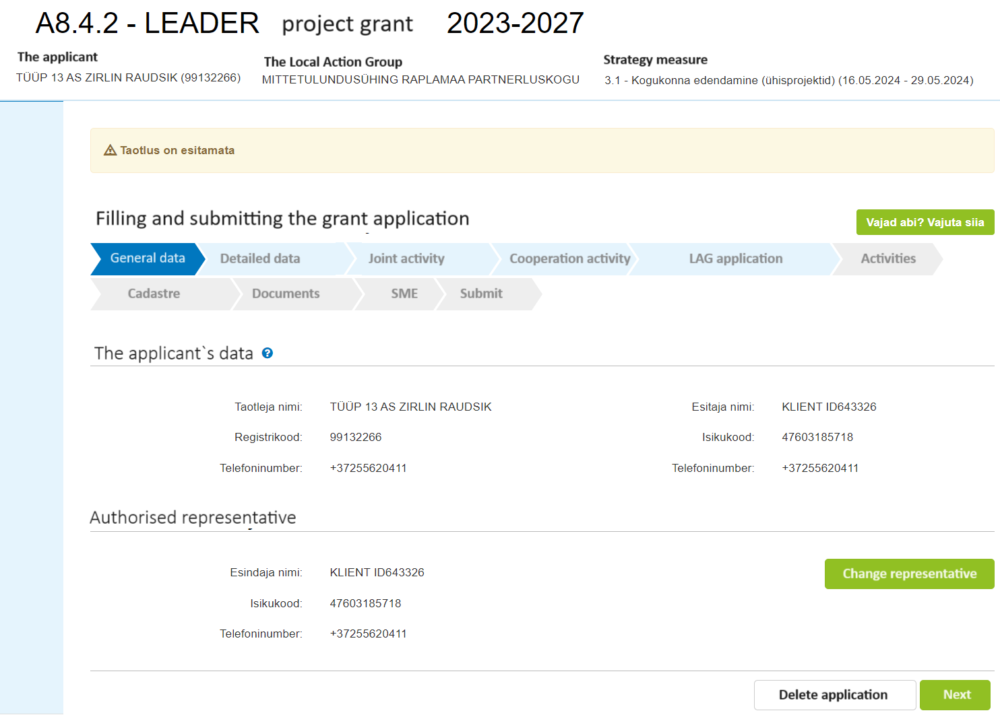 A8.4.2 - LEADER project grant 2023-2027
The applicant
TÜÜP 13 AS ZIRLIN RAUDSIK (99132266)
The Local Action Group
MITTETULUNDUSÜHING RAPLAMAA PARTNERLUSKOGU
Strategy measure
3.1 - Kogukonna edendamine (ühisprojektid) (16.05.2024 - 29.05.2024)
Taotlus on esitamata
Filling and submitting the grant application
Vajad abi? Vajuta siia
General data
Detailed data
Joint activity
Cooperation activity
LAG application
Activities
Cadastre
Documents
SME
Submit
The applicant`s data
Taotleja nimi: TÜÜP 13 AS ZIRLIN RAUDSIK
Esitaja nimi: KLIENT ID643326
Registrikood: 99132266
Isikukood: 47603185718
Telefoninumber: +37255620411
Telefoninumber: +37255620411
Authorised representative
Esindaja nimi: KLIENT ID643326
Change representative
Isikukood: 47603185718
Telefoninumber: +37255620411
Delete application
Next